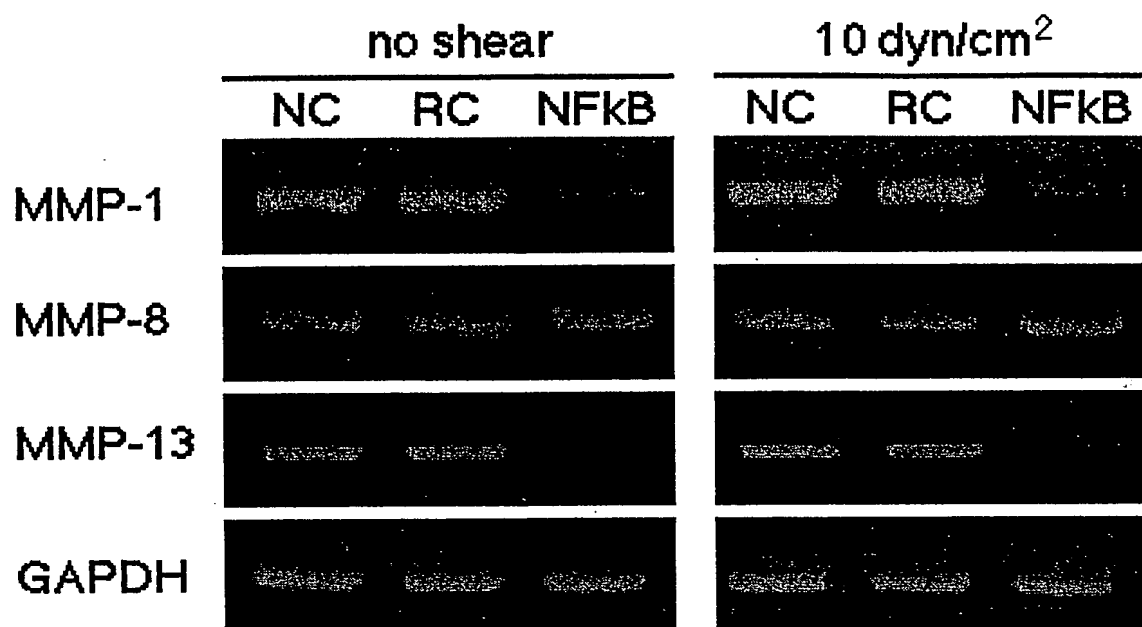 no shear 10 dyn/cm²
NC RC NFkB NC RC NFkB
MMP-1
MMP-8
MMP-13
GAPDH